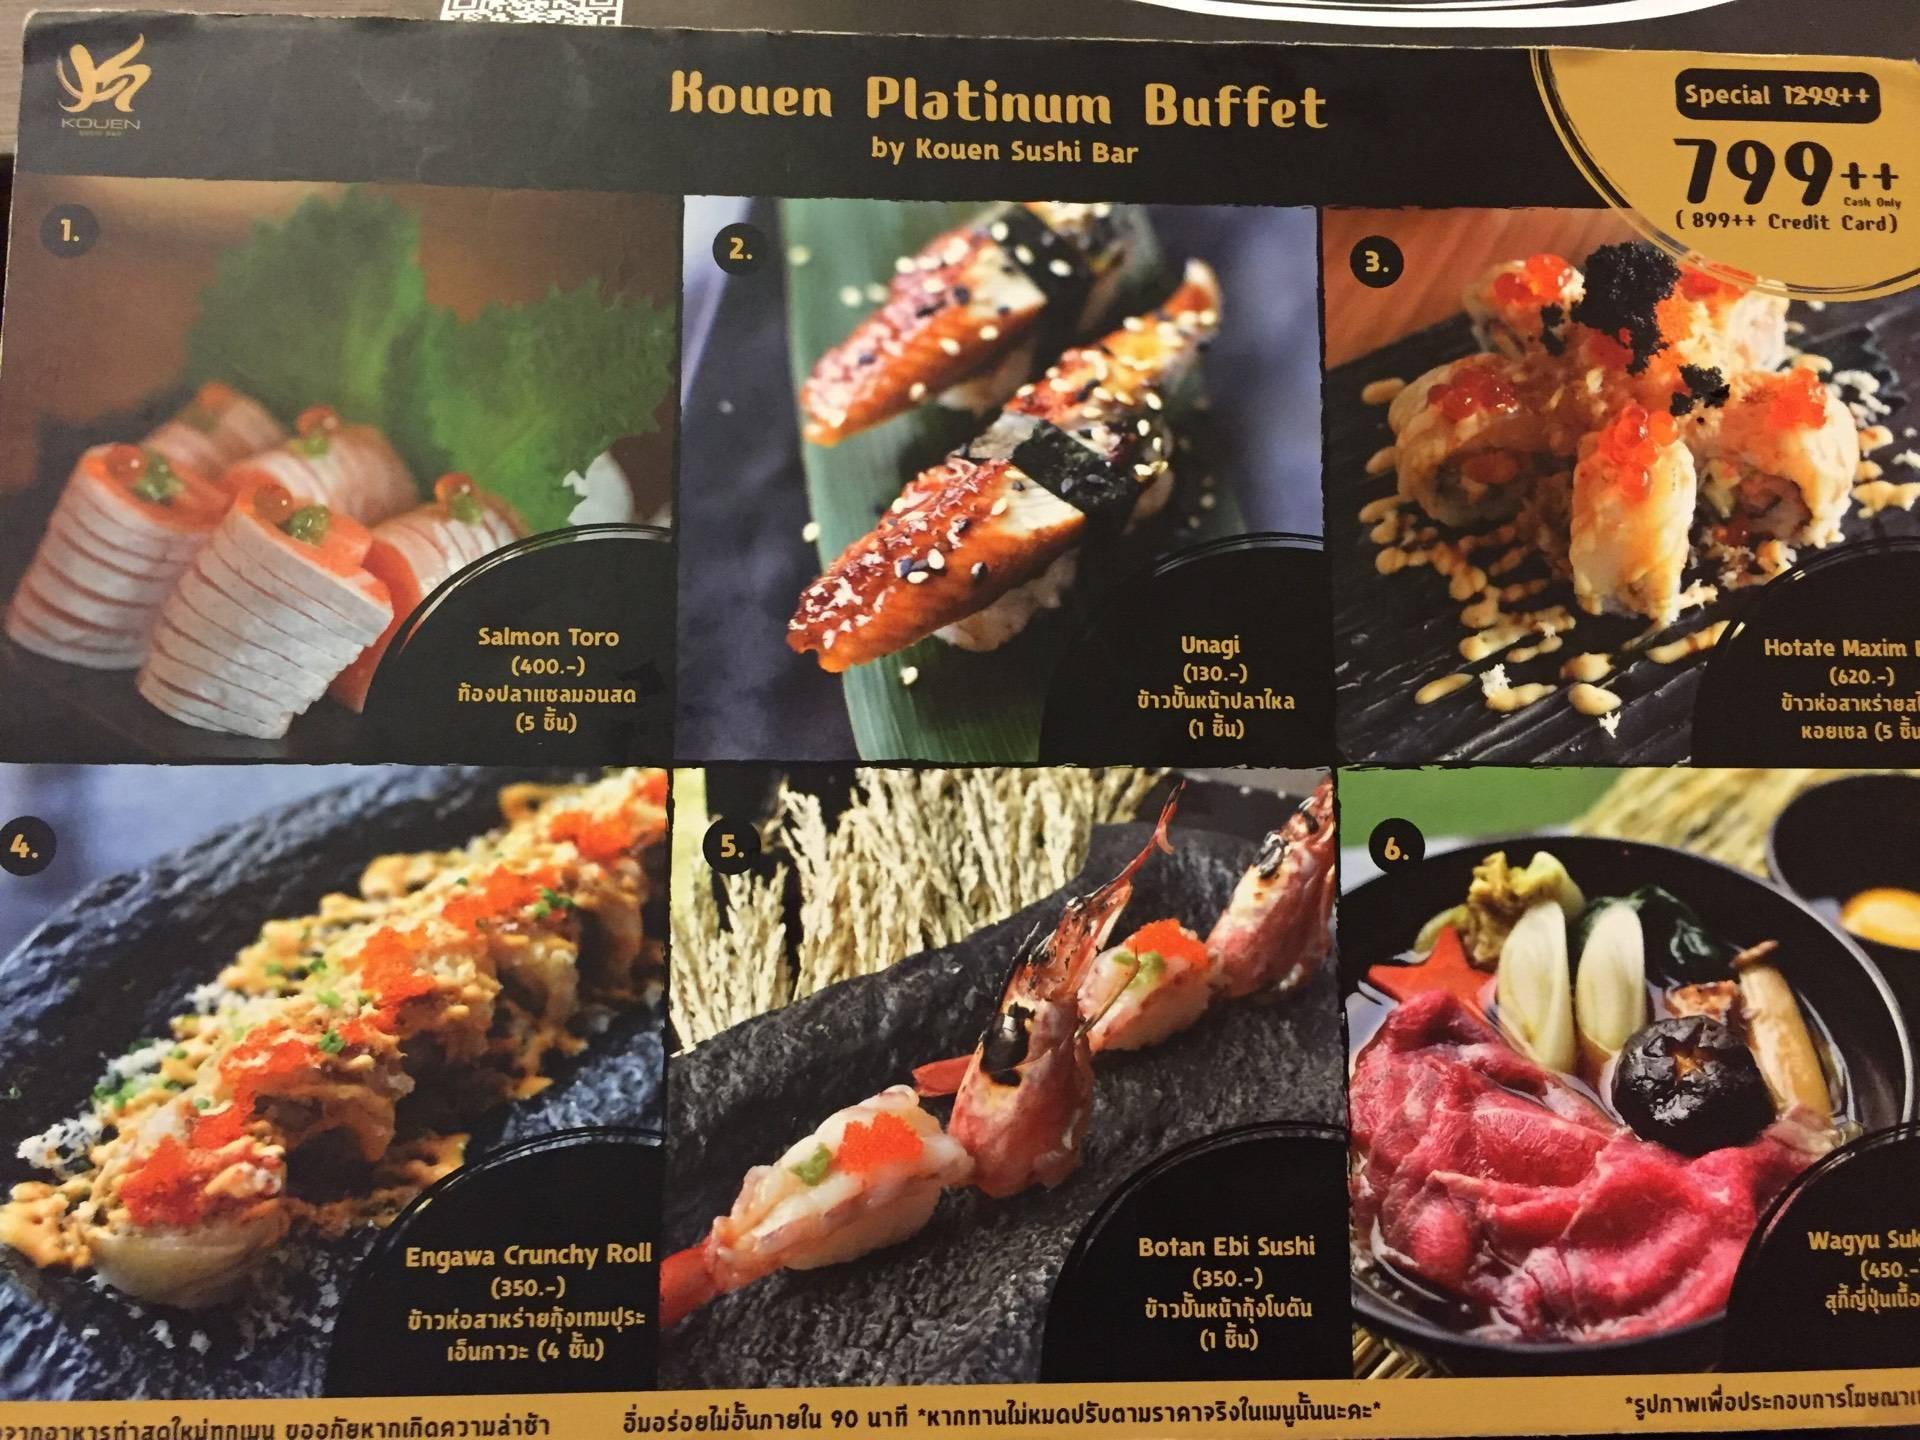 KOUEN
SUSHI BAR
Kouen Platinum Buffet
by Kouen Sushi Bar
Special 1299++
799++
Cash Only
( 899++ Credit Card)
1.
Salmon Toro
(400.-)
ท้องปลาแซลมอนสด
(5 ชิ้น)
2.
Unagi
(130.-)
ข้าวปั้นหน้าปลาไหล
(1 ชิ้น)
3.
Hotate Maxim
(620.-)
ข้าวห่อสาหร่าย
หอยเชล (5 ชิ้น
4.
Engawa Crunchy Roll
(350.-)
ข้าวห่อสาหร่ายกุ้งเทมปุระ
เอ็นกาวะ (4 ชิ้น)
5.
Botan Ebi Sushi
(350.-)
ข้าวปั้นหน้ากุ้งโบตัน
(1 ชิ้น)
6.
Wagyu Suk
(450.-
สุกี้ญี่ปุ่นเนื้อ
จากอาหารทำสดใหม่ทุกเมนู ขออภัยหากเกิดความล่าช้า
อิ่มอร่อยไม่อั้นภายใน 90 นาที *หากทานไม่หมดปรับตามราคาจริงในเมนูนั้นนะคะ*
*รูปภาพเพื่อประกอบการโฆษณา